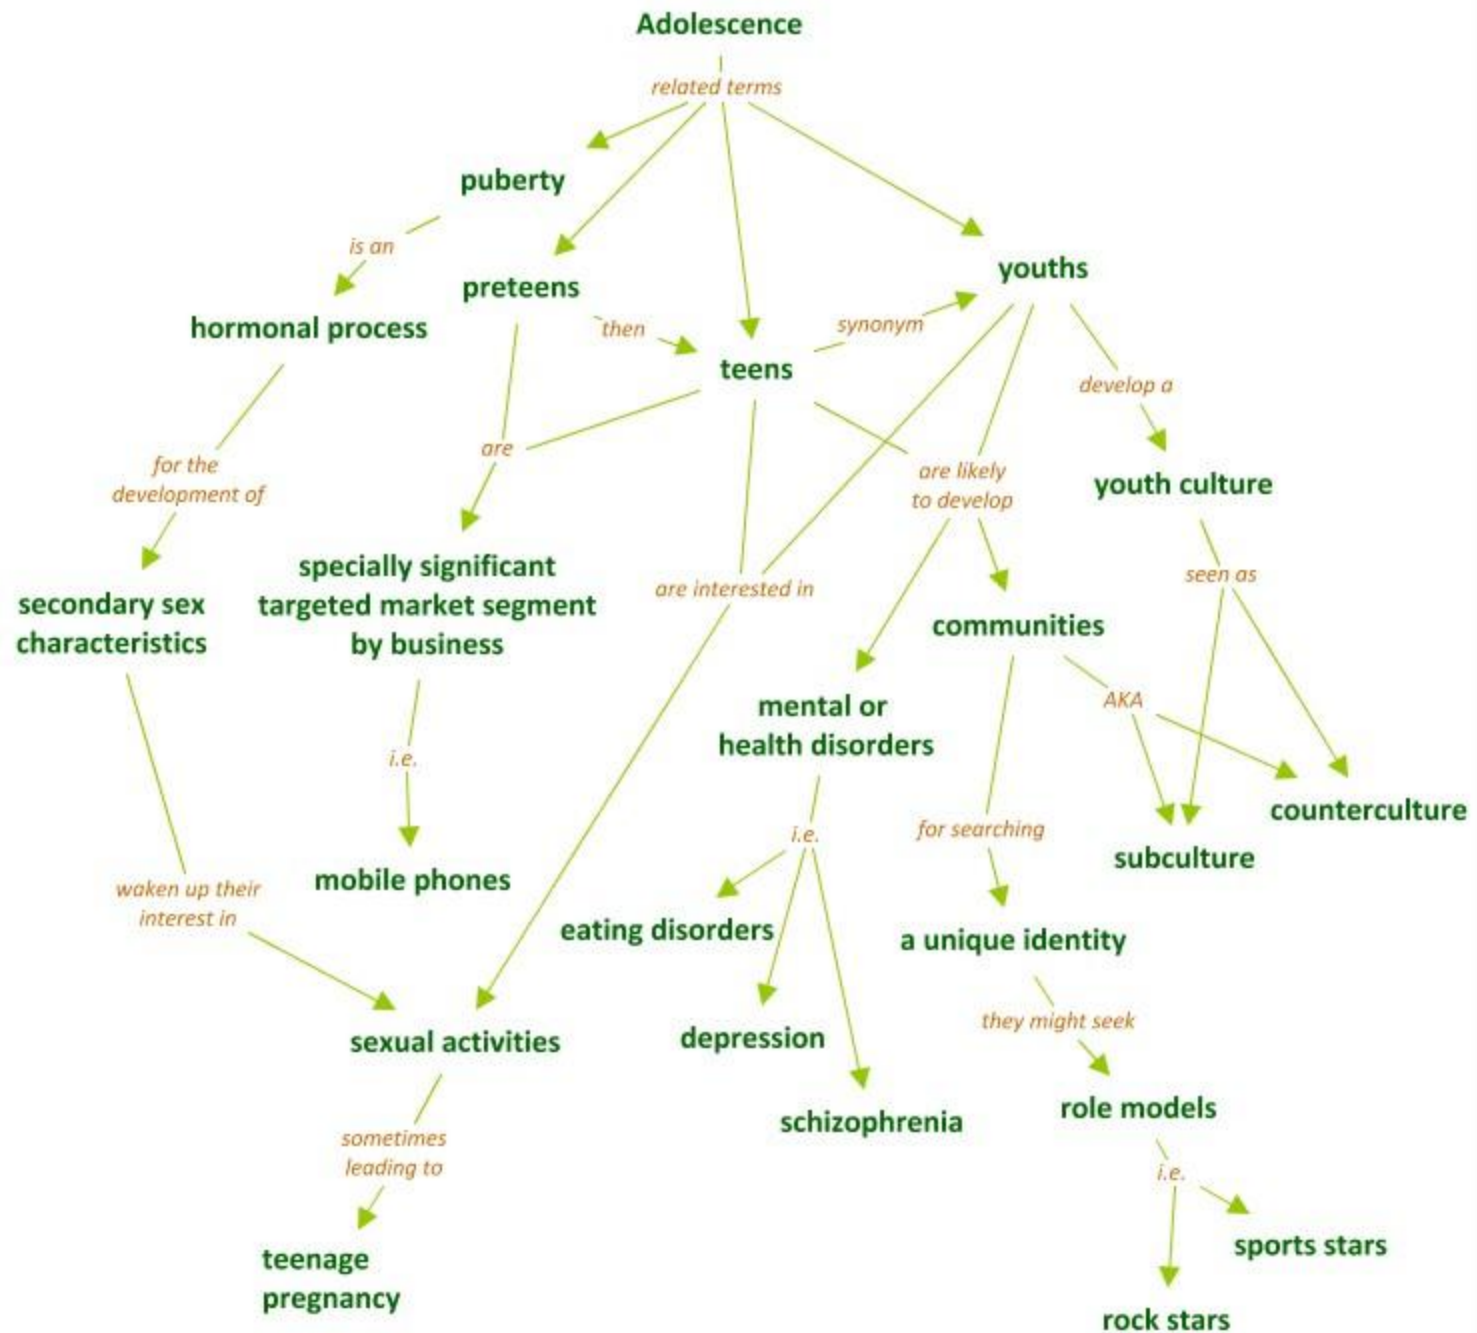 Adolescence
related terms
puberty
is an
youths
preteens
hormonal process
then
synonym
teens
develop a
are
for the
development of
are likely
to develop
youth culture
specially significant
targeted market segment
by business
seen as
are interested in
secondary sex
characteristics
communities
mental or
health disorders
AKA
i.e.
counterculture
i.e.
for searching
subculture
mobile phones
waken up their
interest in
eating disorders
a unique identity
they might seek
sexual activities
depression
role models
schizophrenia
sometimes
leading to
i.e.
sports stars
teenage
pregnancy
rock stars